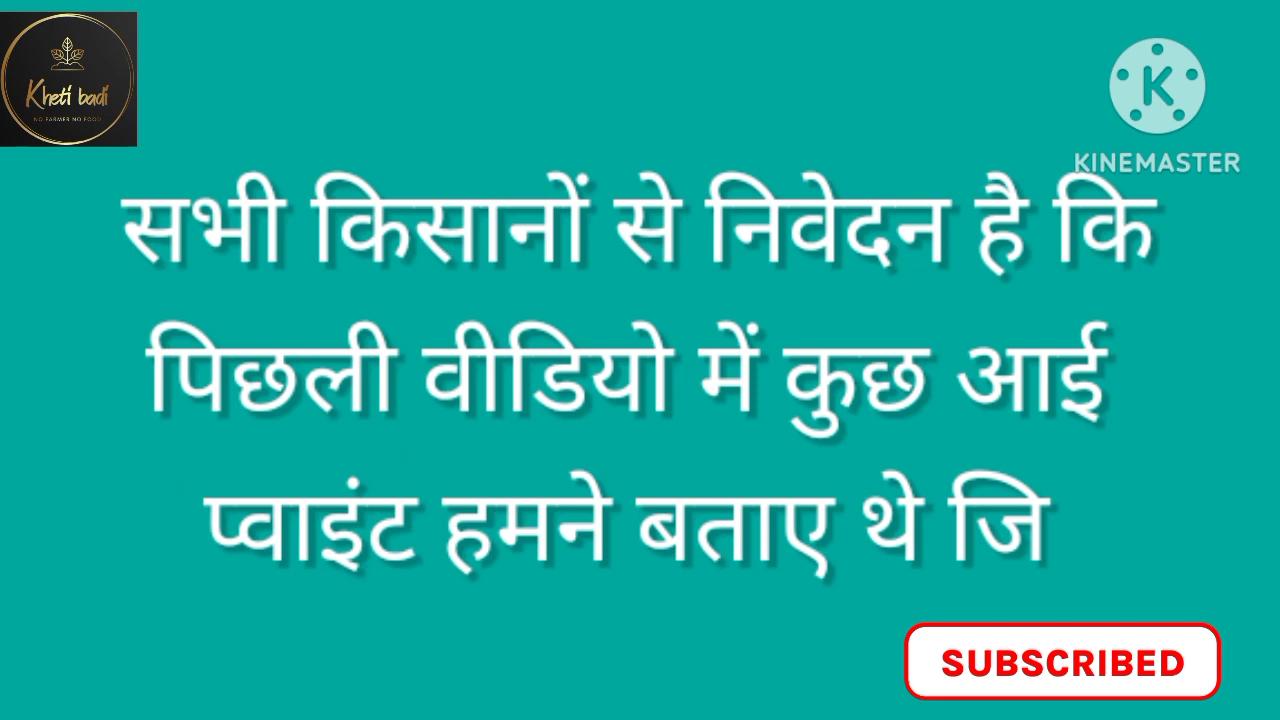 Kheti badi
NO FARMER NO FOOD
K
KINEMASTER
सभी किसानों से निवेदन है कि
पिछली वीडियो में कुछ आई
प्वाइंट हमने बताए थे जि
SUBSCRIBED